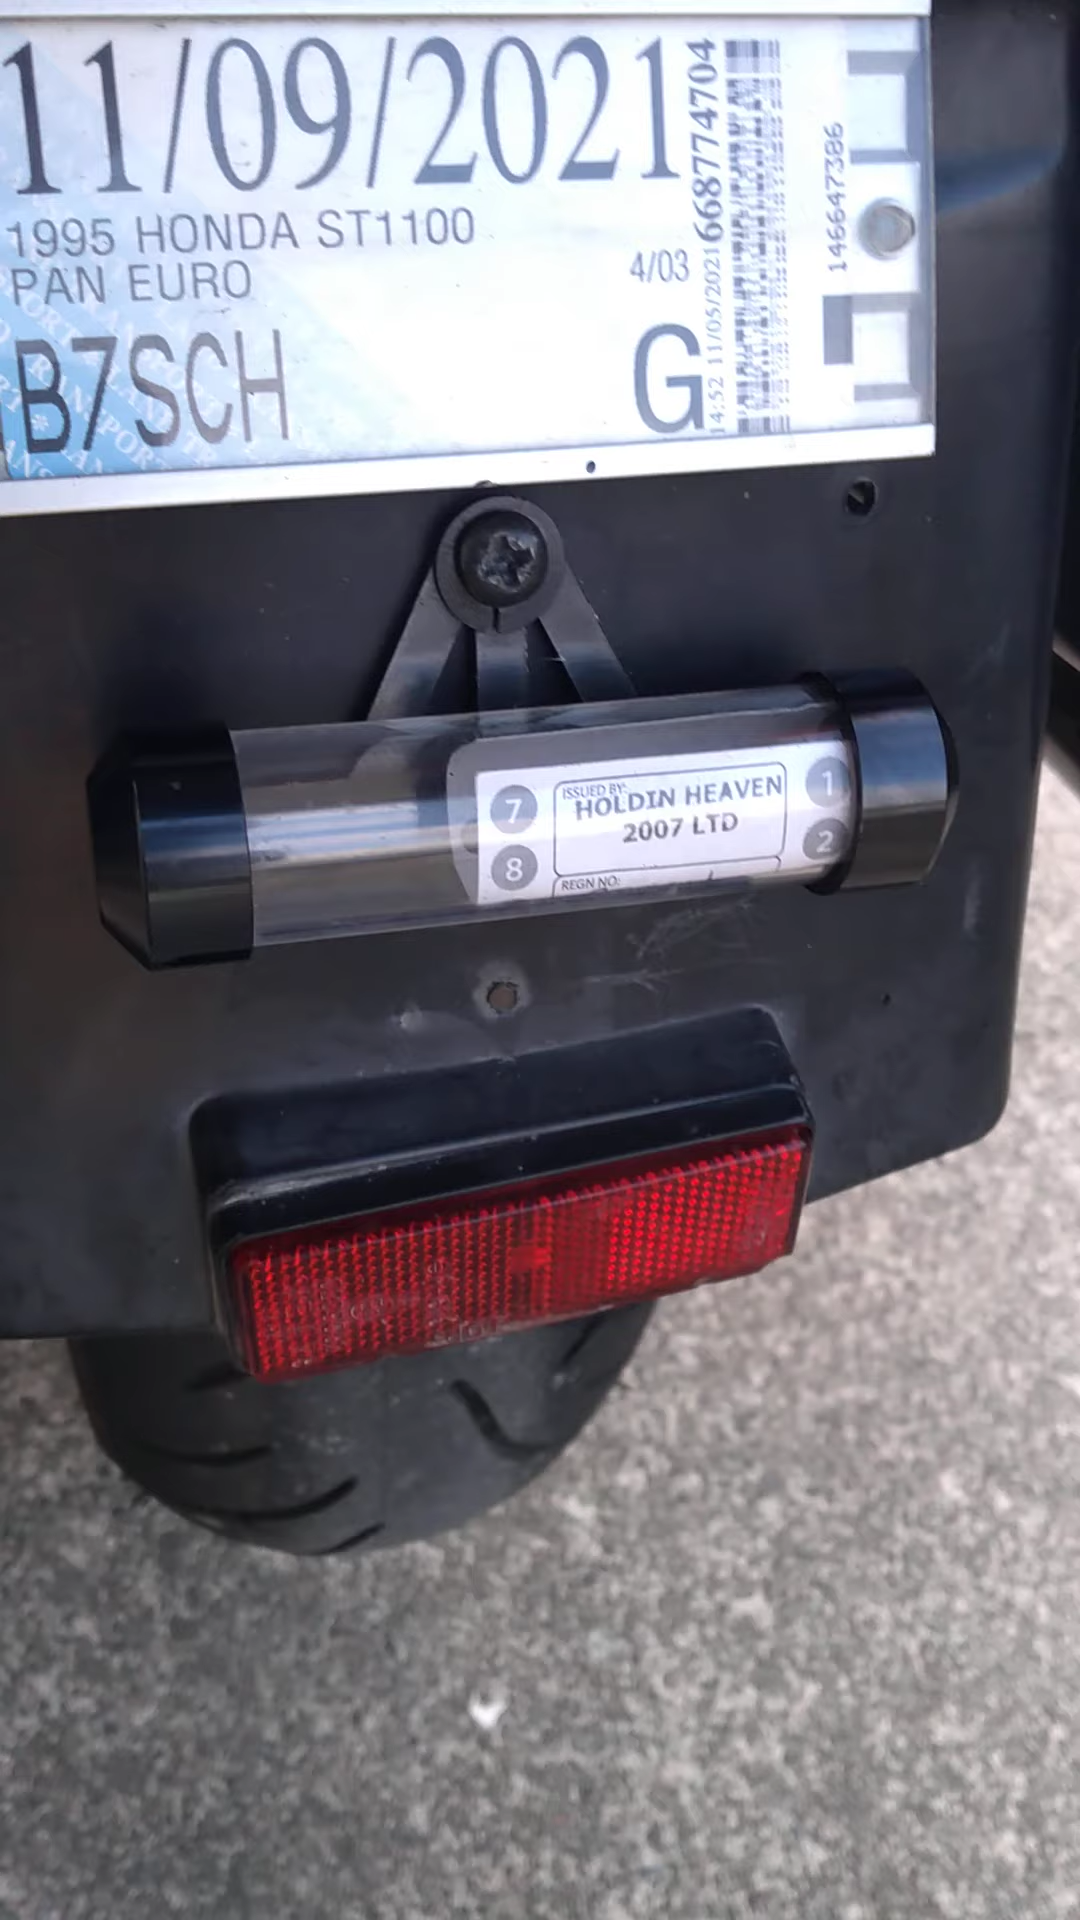 11/09/2021
1995 HONDA ST1100
PAN EURO
4/03
B7SCH
G
14:52 11/05/2021 668774704
146647386
7
8
ISSUED BY:
HOLDIN HEAVEN
2007 LTD
REGN NO:
1
2